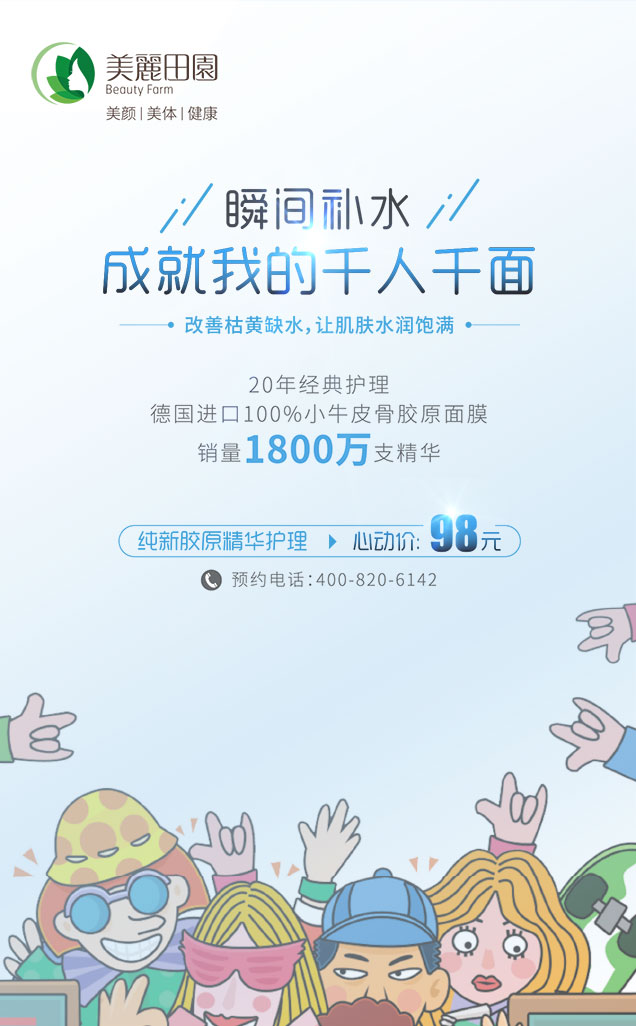 美麗田園
Beauty Farm
美颜|美体|健康
瞬间补水
成就我的千人千面
改善枯黄缺水,让肌肤水润饱满
20年经典护理
德国进口100%小牛皮骨胶原面膜
销量1800万支精华
纯新胶原精华护理 心动价:98元
预约电话:400-820-6142